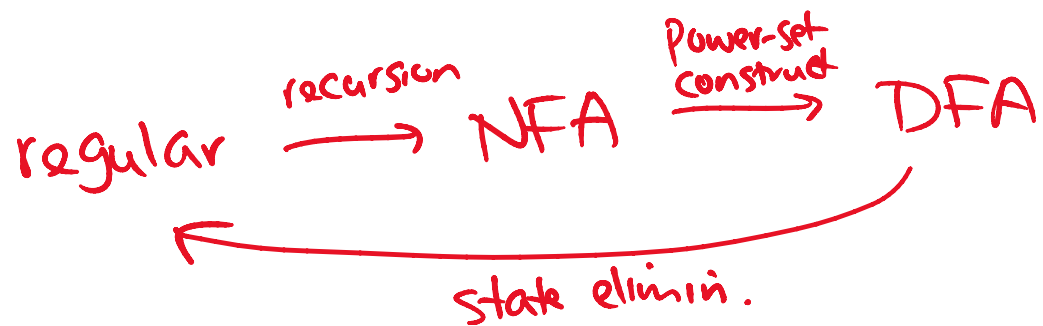 regular
recursion
NFA
Power-set
construct
DFA
state elimin.